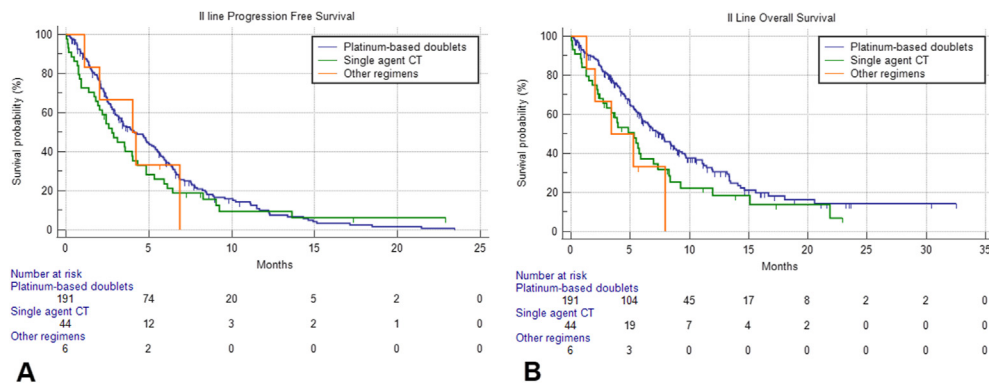 II line Progression Free Survival
Survival probability (%)
100
80
60
40
20
0
Platinum-based doublets
Single agent CT
Other regimens
0 5 10 15 20 25
Months
Number at risk
Platinum-based doublets
191 74 20 5 2 0
Single agent CT
44 12 3 2 1 0
Other regimens
6 2 0 0 0 0
A
II Line Overall Survival
Survival probability (%)
100
80
60
40
20
0
Platinum-based doublets
Single agent CT
Other regimens
0 5 10 15 20 25 30 35
Months
Number at risk
Platinum-based doublets
191 104 45 17 8 2 2 0
Single agent CT
44 19 7 4 2 0 0 0
Other regimens
6 3 0 0 0 0 0 0
B